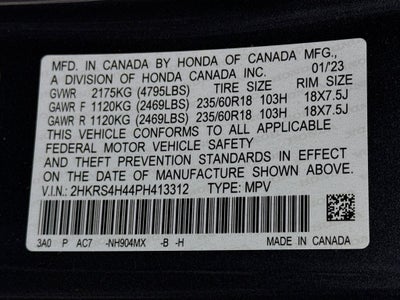 MFD. IN CANADA BY HONDA OF CANADA MFG.,
A DIVISION OF HONDA CANADA INC. 01/23
GVWR 2175KG (4795LBS) TIRE SIZE RIM SIZE
GAWR F 1120KG (2469LBS) 235/60R18 103H 18X7.5J
GAWR R 1120KG (2469LBS) 235/60R18 103H 18X7.5J
THIS VEHICLE CONFORMS TO ALL APPLICABLE
FEDERAL MOTOR VEHICLE SAFETY
AND THEFT PREVENTION STANDARDS IN EFFECT
ON THE DATE OF MANUFACTURE SHOWN ABOVE.
V.I.N.: 2HKRS4H44PH413312 TYPE: MPV
3A0 P AC7 -NH904MX -B -H MADE IN CANADA